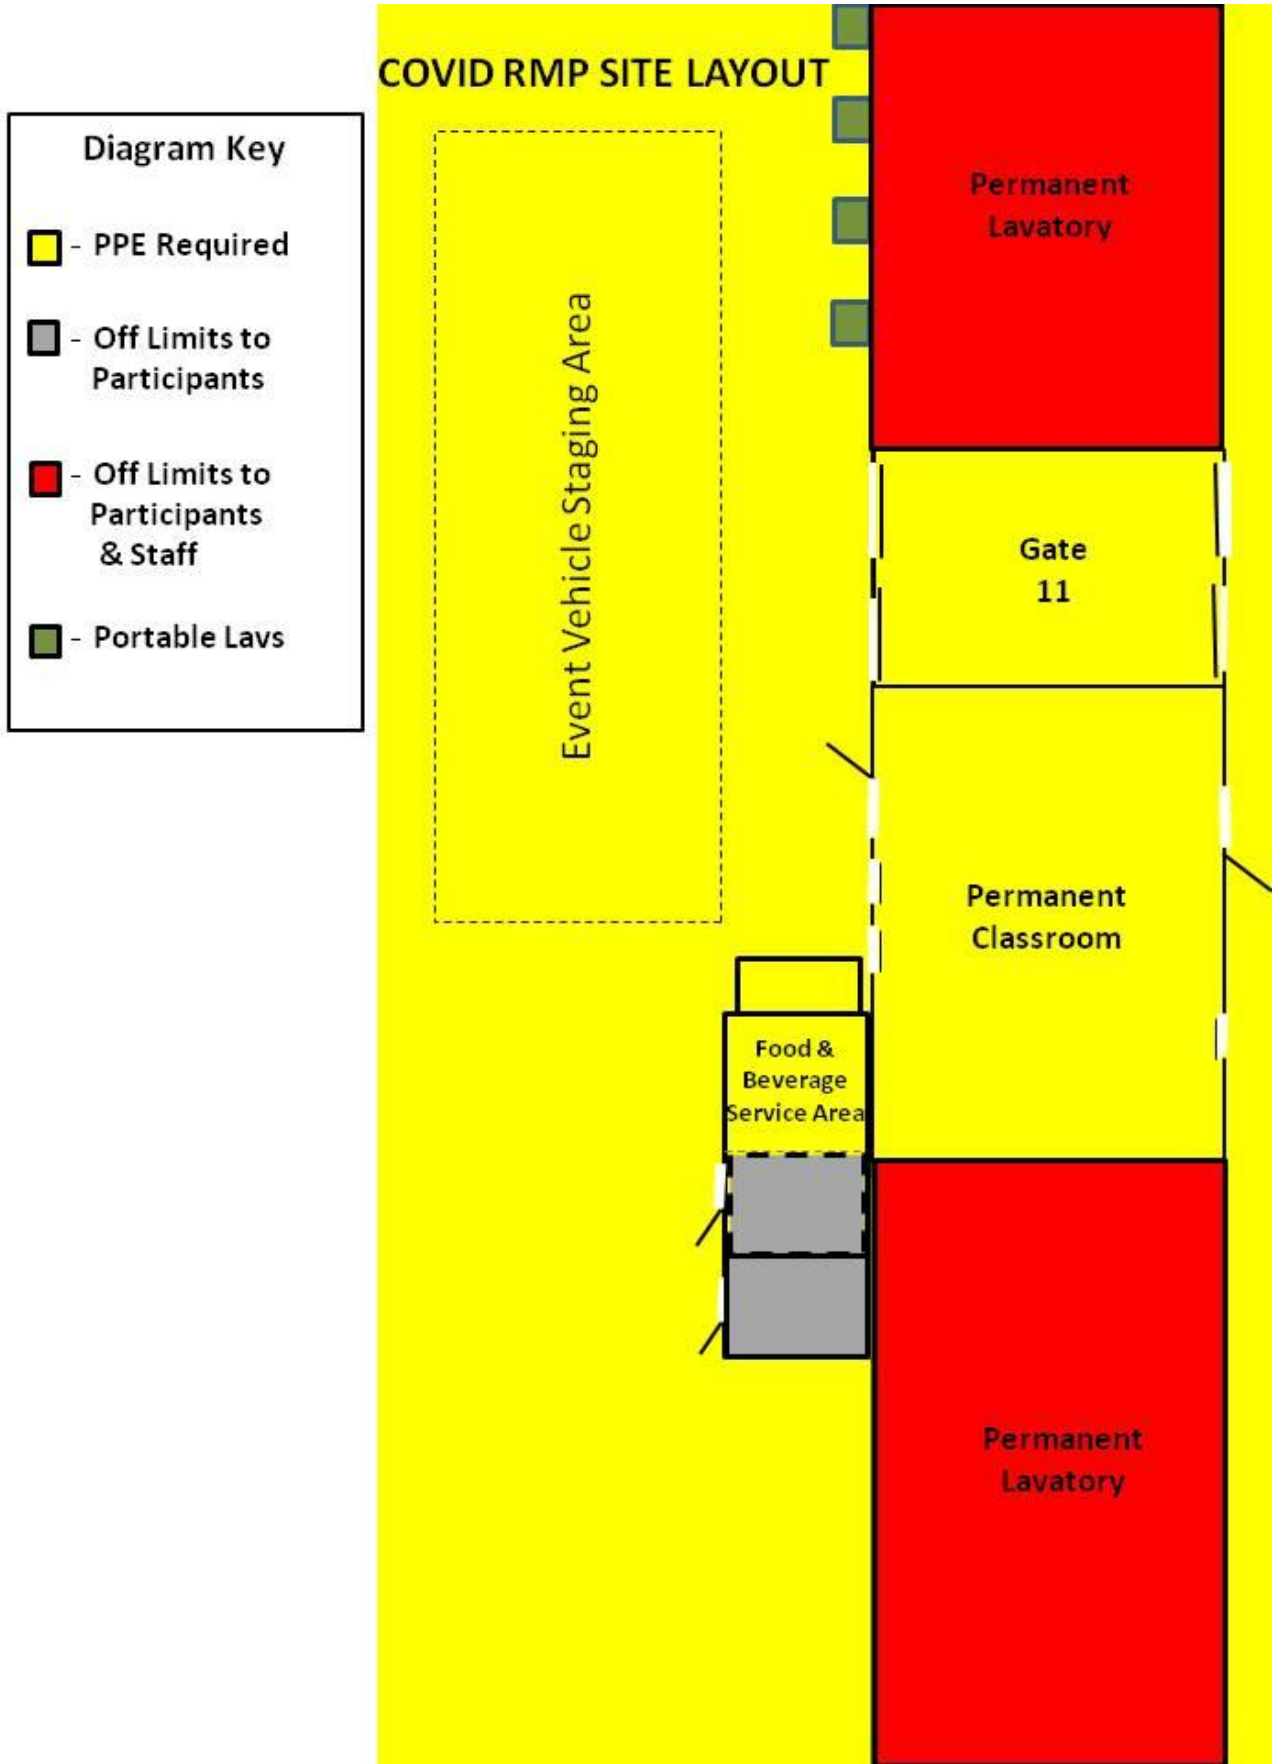 COVID RMP SITE LAYOUT
Diagram Key
- PPE Required
- Off Limits to
Participants
- Off Limits to
Participants
& Staff
- Portable Lavs
Event Vehicle Staging Area
Permanent
Lavatory
Gate
11
Permanent
Classroom
Food &
Beverage
Service Area
Permanent
Lavatory